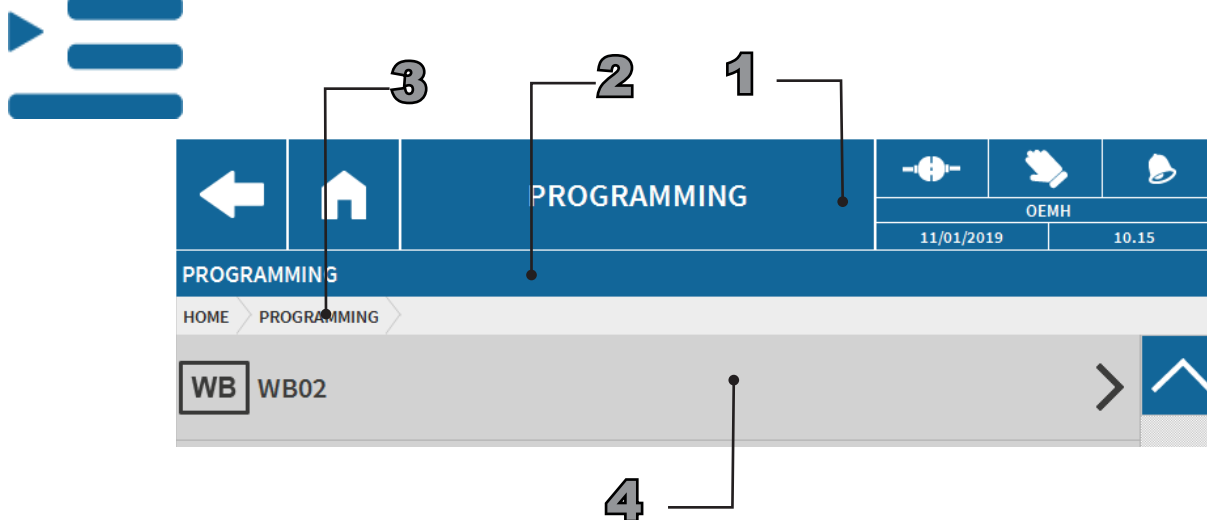 3 2 1
PROGRAMMING
OEMH
11/01/2019 10.15
PROGRAMMING
HOME PROGRAMMING
WB WB02
4